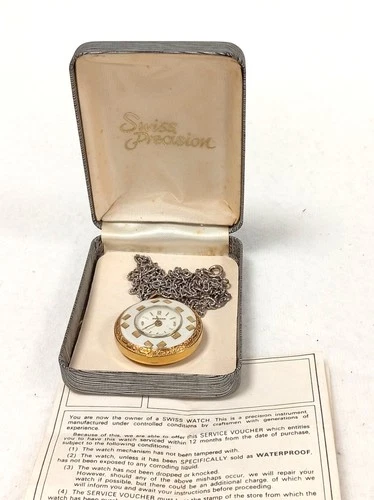 Swiss
Precision
You are now the owner of a SWISS WATCH. This is a precision instrument
manufactured under controlled conditions by craftsmen with generations of
experience.
Because of this, we are able to offer this SERVICE VOUCHER which entitles
you to have this watch serviced within 12 months from the date of purchase,
subject to the following conditions:
(1) The watch mechanism has not been tampered with.
(2) The watch, unless it has been SPECIFICALLY sold as WATERPROOF,
has not been exposed to any corroding liquid.
(3) The watch had not been dropped or knocked.
However, should any of the above mishaps occur, we will repair your
watch if possible, but there could be an additional charge, of which we
will inform you and await your instructions before proceeding
(4) The SERVICE VOUCHER must
the stamp of the store from which the
watch has been